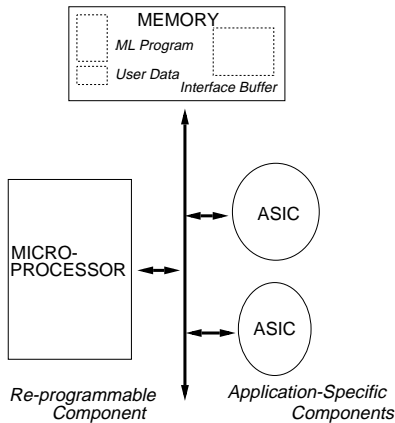 MEMORY
ML Program
User Data
Interface Buffer
ASIC
MICRO-
PROCESSOR
ASIC
Re-programmable
Component
Application-Specific
Components